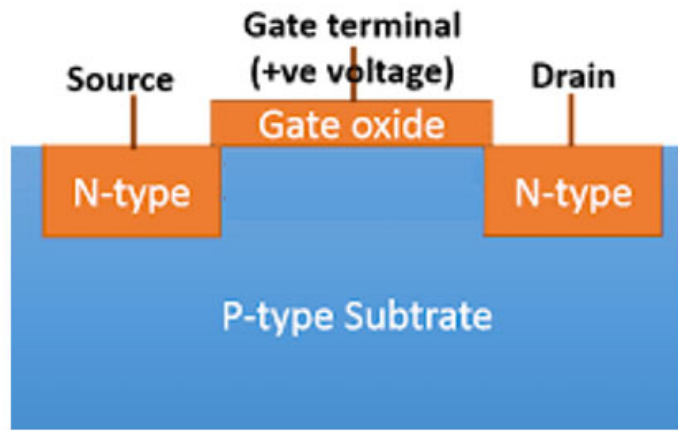 Gate terminal
(+ve voltage)
Source
Drain
Gate oxide
N-type
N-type
P-type Subtrate